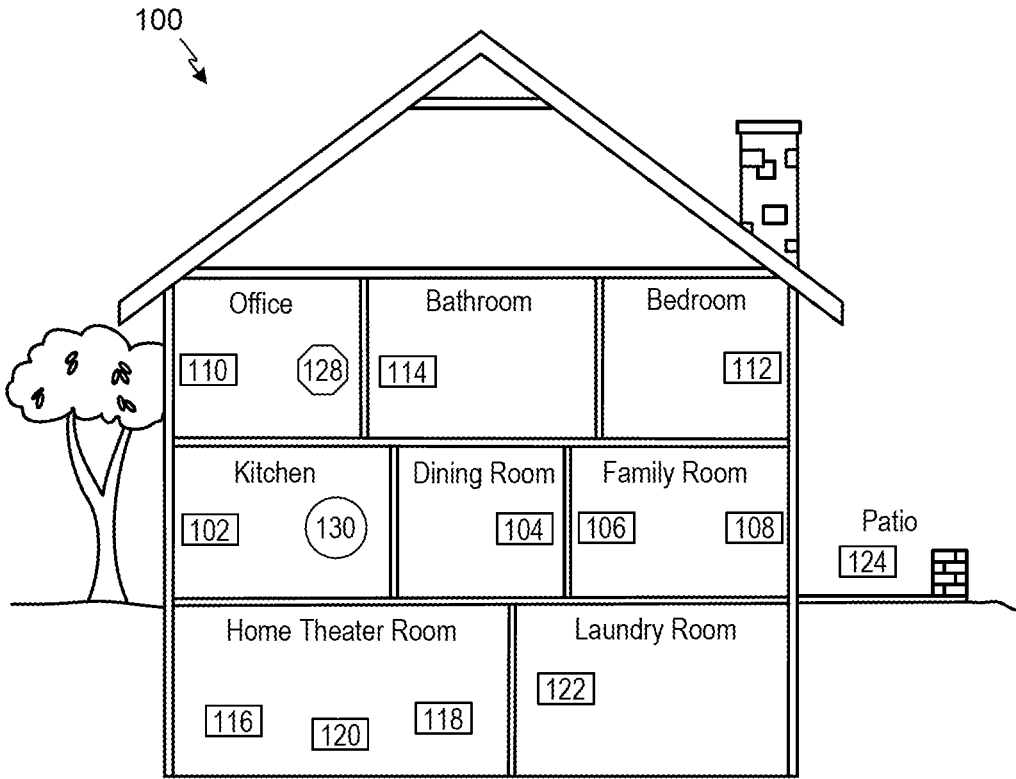 100
Office
Bathroom
Bedroom
110
128
114
112
Kitchen
Dining Room
Family Room
102
130
104
106
108
Patio
124
Home Theater Room
Laundry Room
116
120
118
122